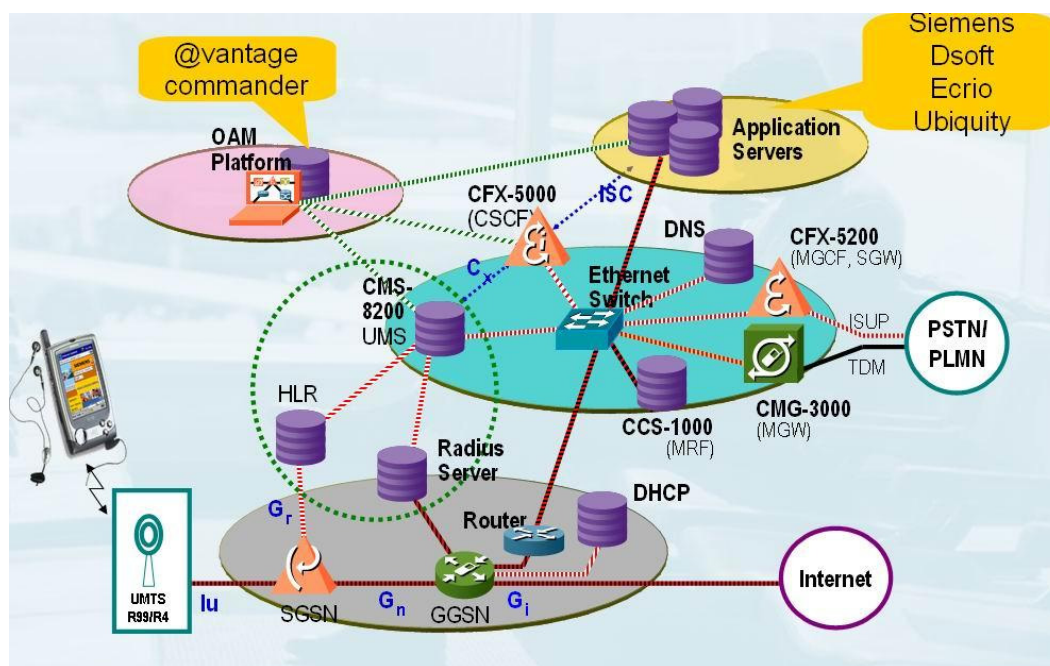 @vantage
commander
Siemens
Dsoft
Ecrio
Ubiquity
OAM
Platform
Application
Servers
CFX-5000
(CSCF)
ISC
DNS
CFX-5200
(MGCF, SGW)
Cx
Ethernet
Switch
CMS-
8200
UMS
ISUP
PSTN/
PLMN
TDM
HLR
CCS-1000
(MRF)
CMG-3000
(MGW)
Radius
Server
DHCP
Gr
Router
Internet
UMTS
R99/R4
Iu
SGSN
Gn
GGSN
Gi